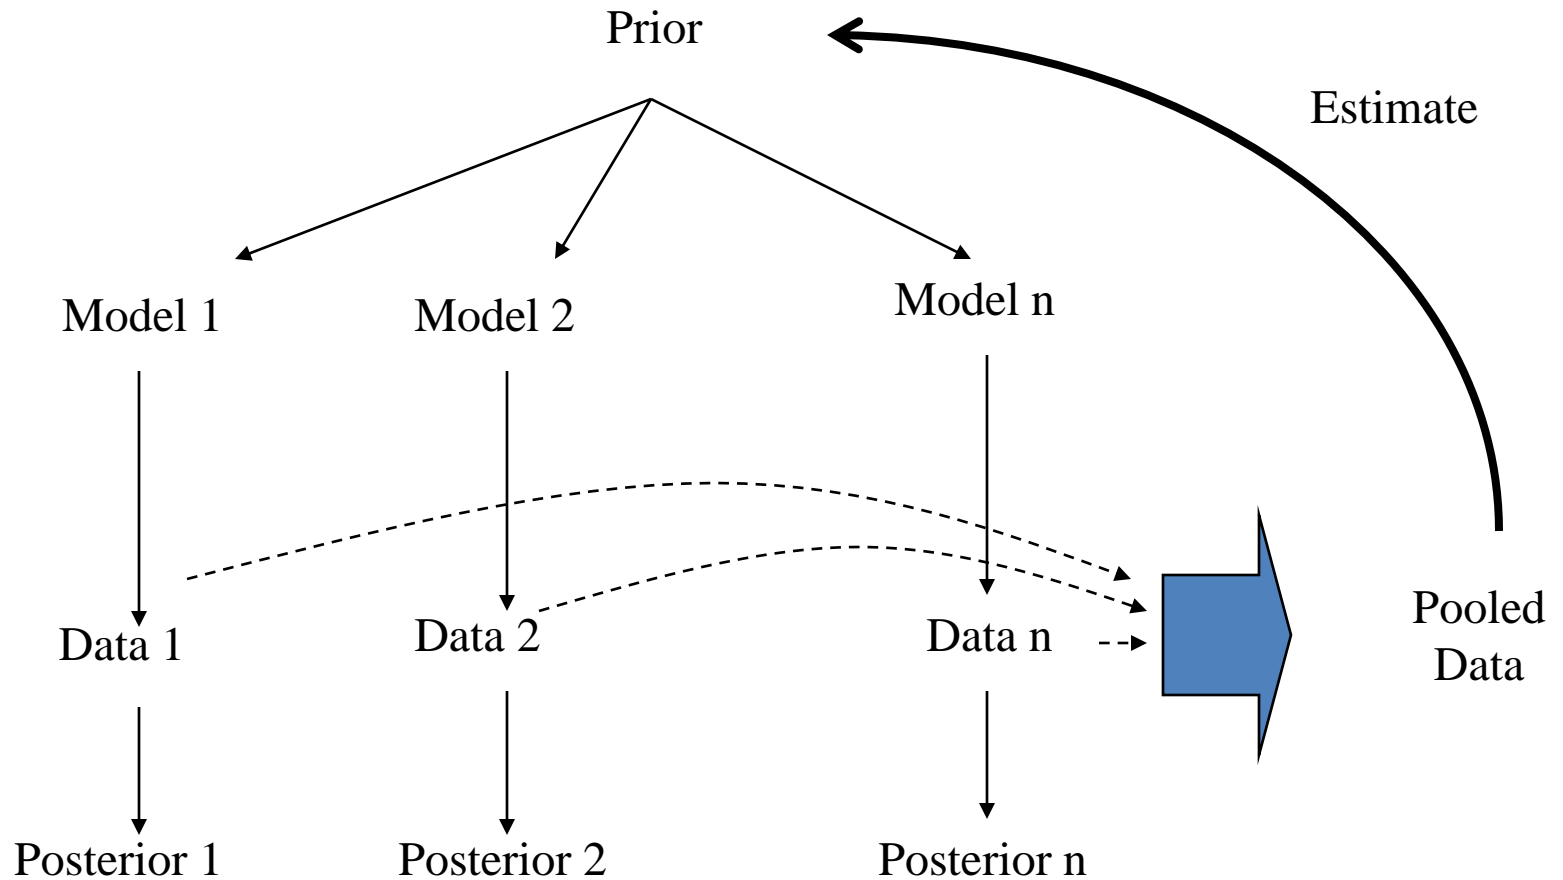 Prior
Estimate
Model 1
Model 2
Model n
Data 1
Data 2
Data n
Pooled
Data
Posterior 1
Posterior 2
Posterior n